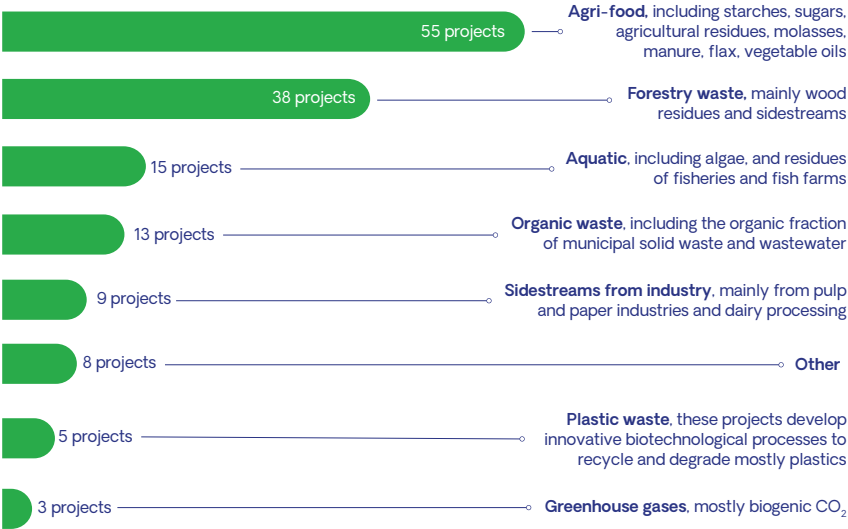 55 projects
Agri-food, including starches, sugars,
agricultural residues, molasses,
manure, flax, vegetable oils
38 projects
Forestry waste, mainly wood
residues and sidestreams
15 projects
Aquatic, including algae, and residues
of fisheries and fish farms
13 projects
Organic waste, including the organic fraction
of municipal solid waste and wastewater
9 projects
Sidestreams from industry, mainly from pulp
and paper industries and dairy processing
8 projects
Other
5 projects
Plastic waste, these projects develop
innovative biotechnological processes to
recycle and degrade mostly plastics
3 projects
Greenhouse gases, mostly biogenic CO₂